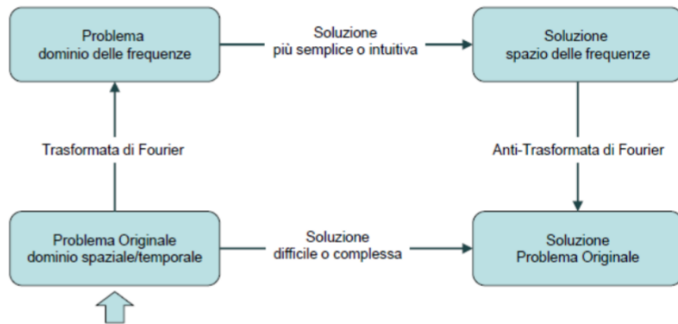 Problema
dominio delle frequenze
Soluzione
più semplice o intuitiva
Soluzione
spazio delle frequenze
Trasformata di Fourier
Anti-Trasformata di Fourier
Problema Originale
dominio spaziale/temporale
Soluzione
difficile o complessa
Soluzione
Problema Originale